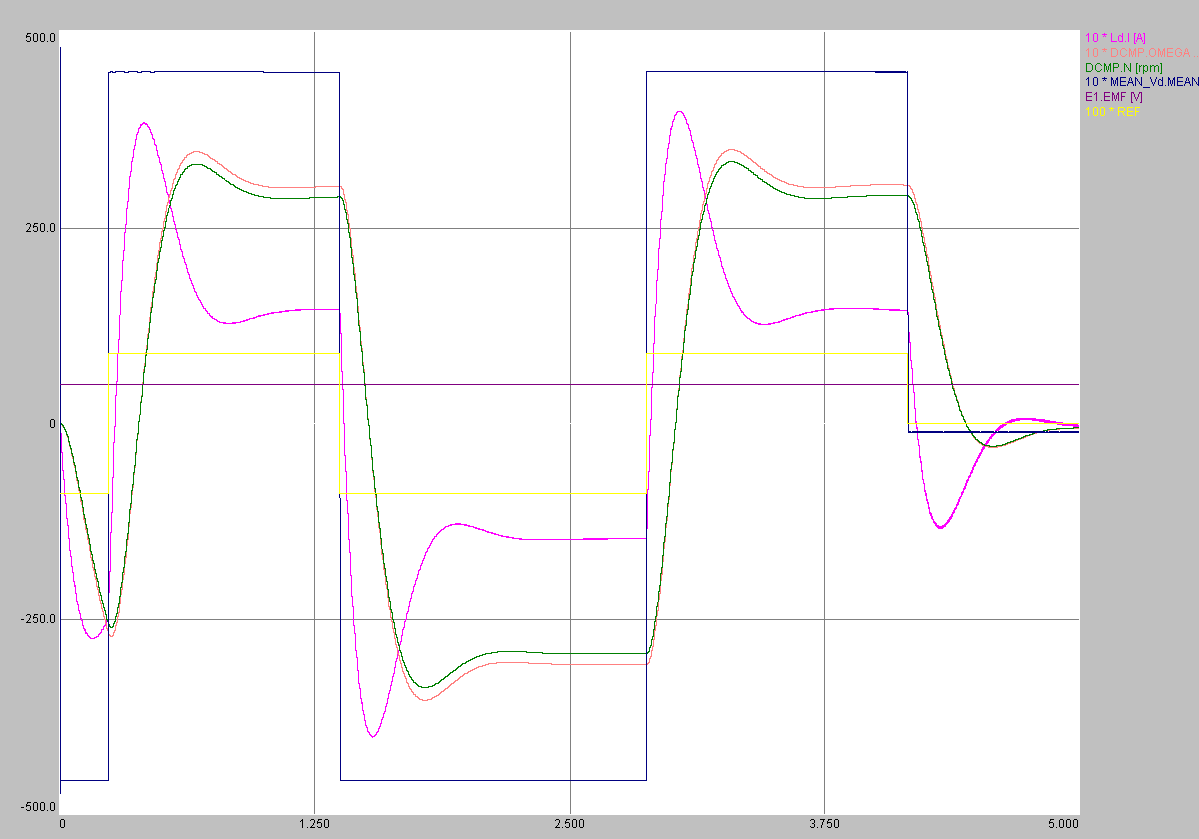 500.0
250.0
0
-250.0
-500.0
0
1.250
2.500
3.750
5.000
10 * Ld.I [A]
10 * DCMP.OMEGA...
DCMP.N [rpm]
10 * MEAN_Vd.MEAN
E1.EMF [V]
100 * REF